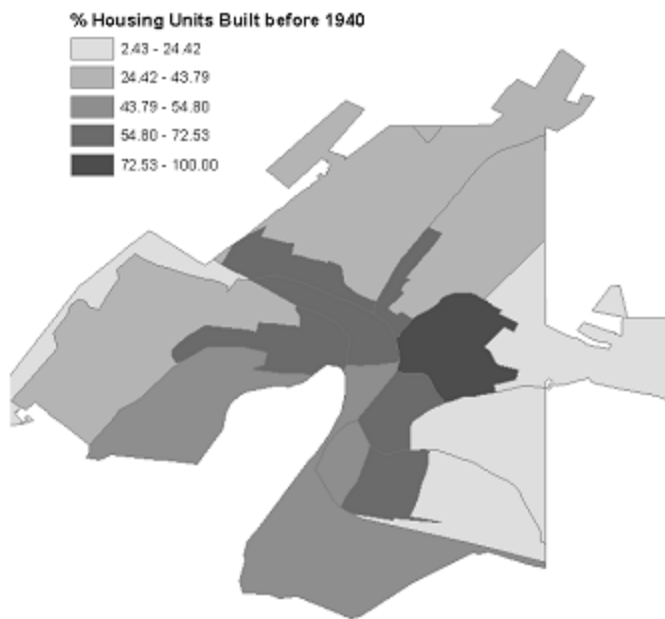 % Housing Units Built before 1940
2.43 - 24.42
24.42 - 43.79
43.79 - 54.80
54.80 - 72.53
72.53 - 100.00